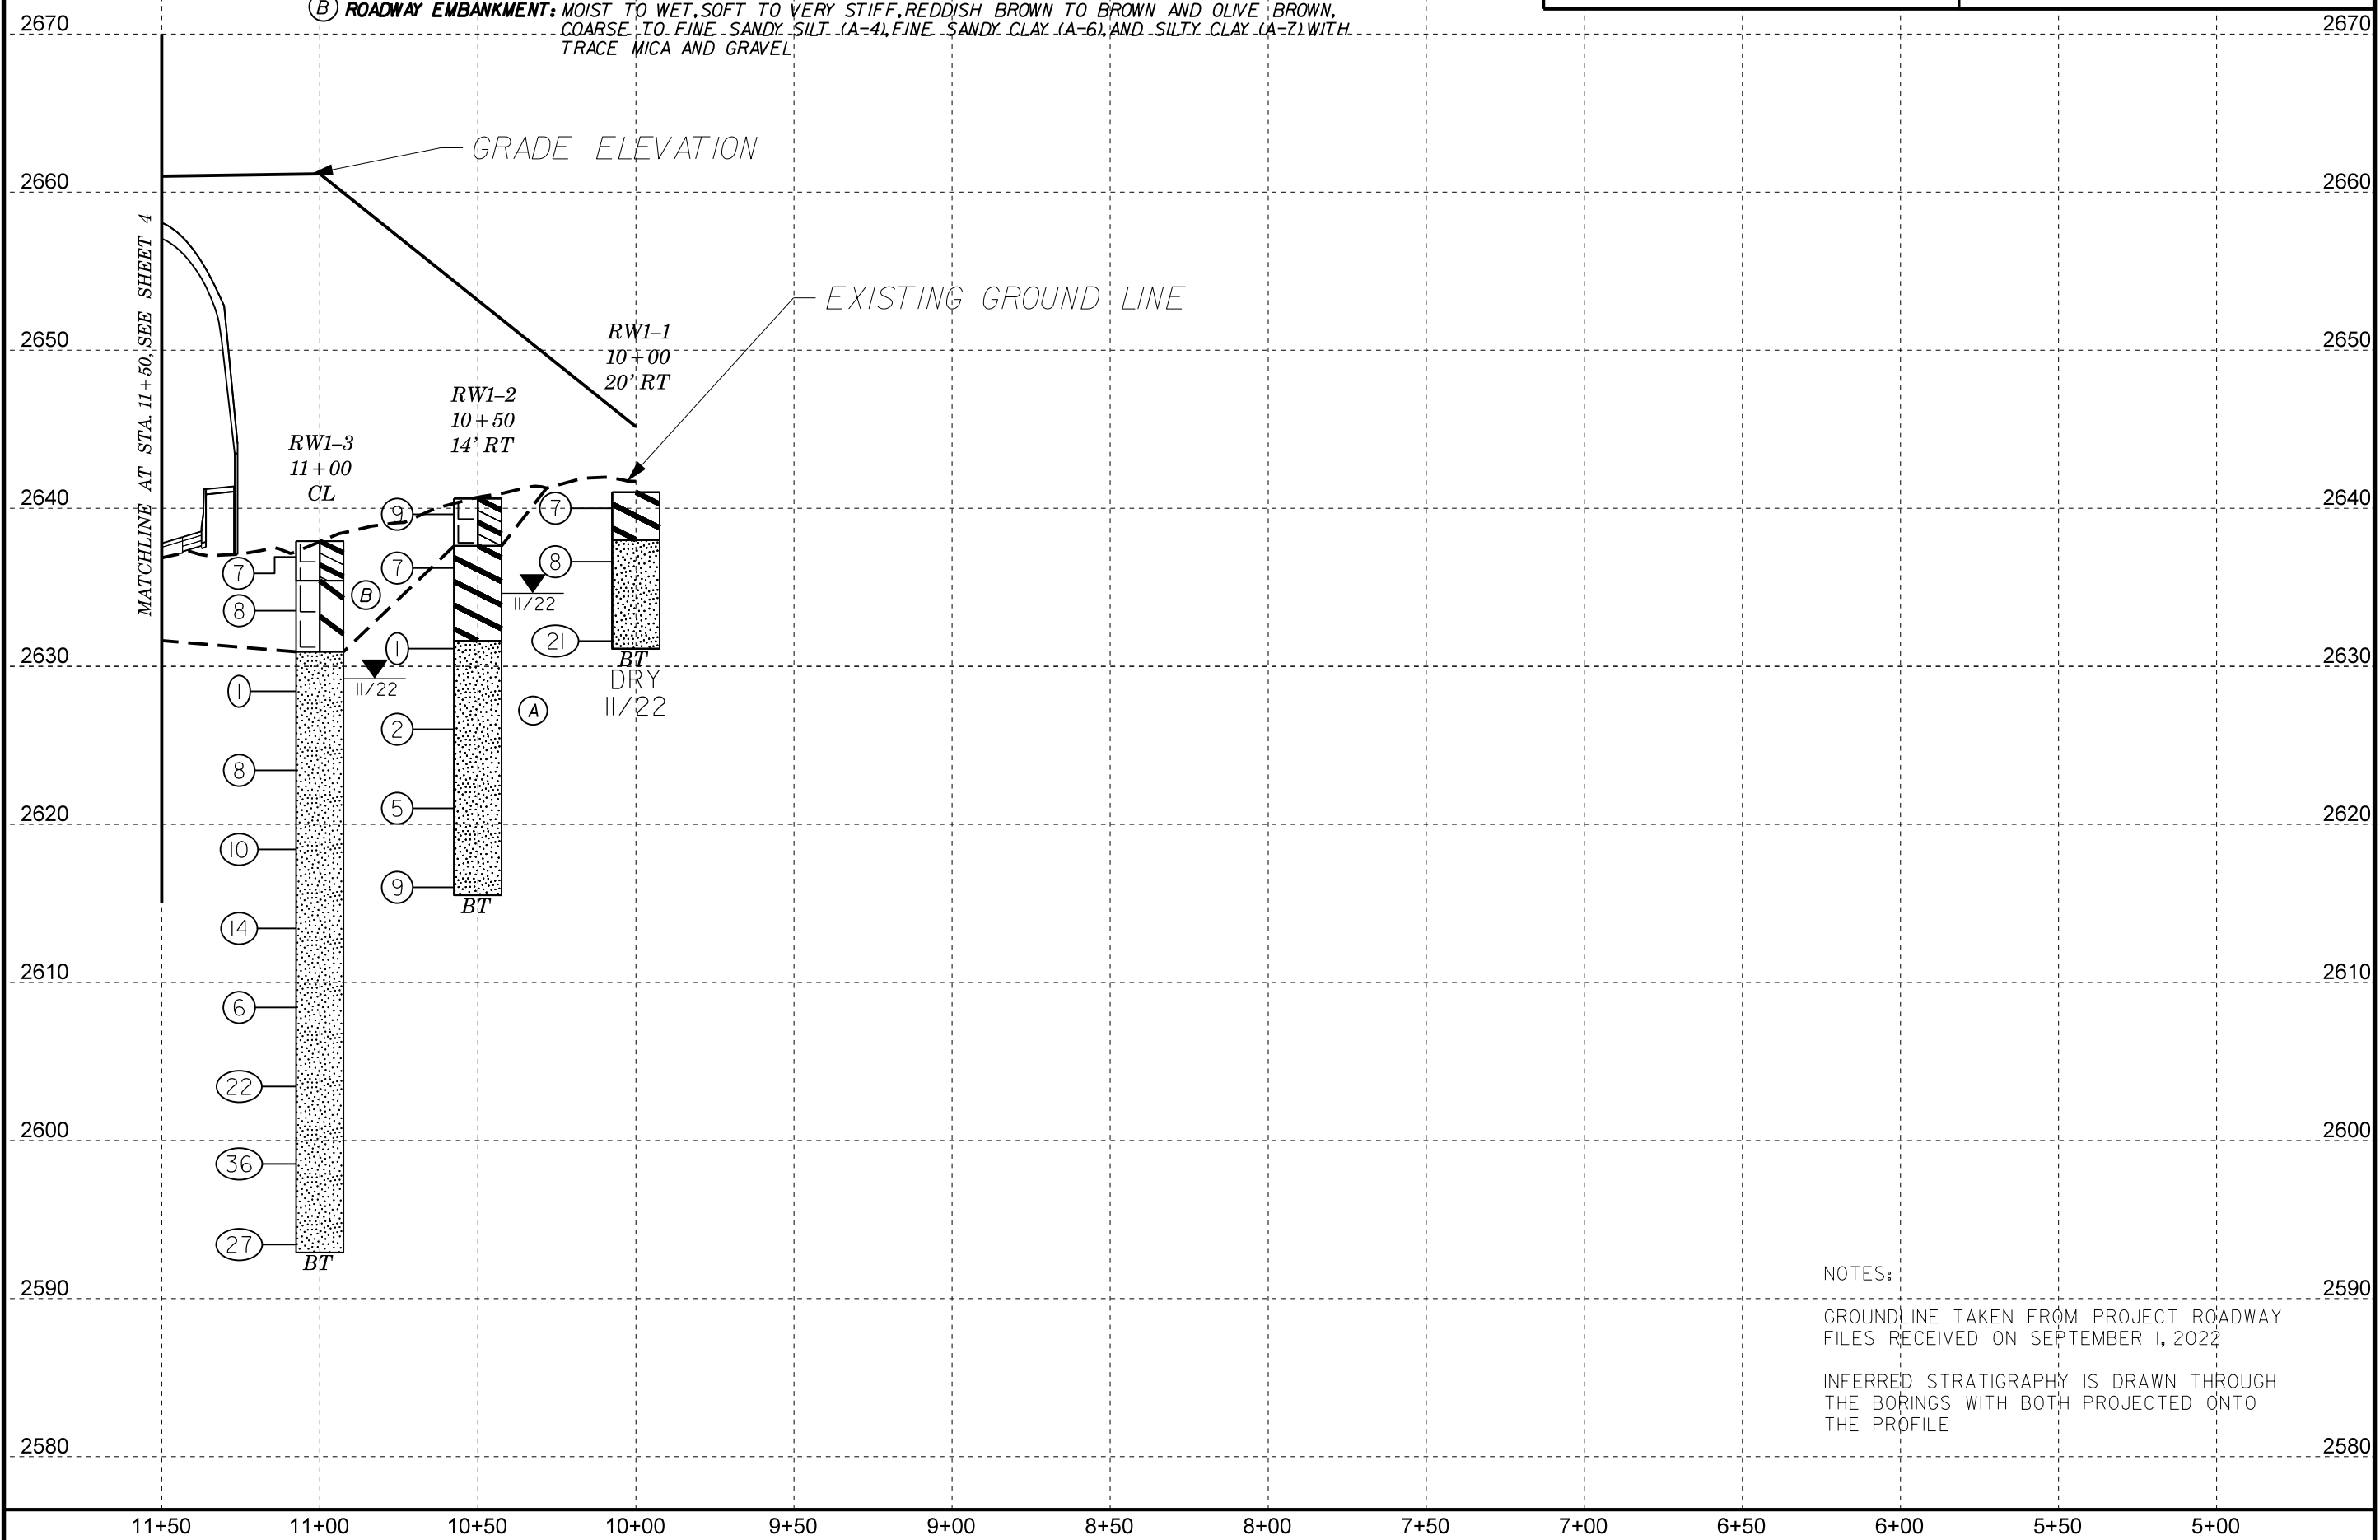 (B) ROADWAY EMBANKMENT: MOIST TO WET, SOFT TO VERY STIFF, REDDISH BROWN TO BROWN AND OLIVE BROWN,
COARSE TO FINE SANDY SILT (A-4), FINE SANDY CLAY (A-6), AND SILTY CLAY (A-7) WITH
TRACE MICA AND GRAVEL
2670 2670
GRADE ELEVATION
2660 2660
MATCHLINE AT STA. 11+50, SEE SHEET 4
EXISTING GROUND LINE
2650 2650
RW1-1
10+00
20' RT
RW1-2
10+50
14' RT
RW1-3
11+00
CL
2640 2640
9
7
7
7
8
8
B
11/22
1
21
2630 2630
BT
DRY
11/22
11/22
1
A
2
8
5
2620 2620
10
9
BT
14
2610 2610
6
22
2600 2600
36
27
BT
2590 2590
NOTES:
GROUNDLINE TAKEN FROM PROJECT ROADWAY
FILES RECEIVED ON SEPTEMBER 1, 2022
INFERRED STRATIGRAPHY IS DRAWN THROUGH
THE BORINGS WITH BOTH PROJECTED ONTO
THE PROFILE
2580 2580
11+50 11+00 10+50 10+00 9+50 9+00 8+50 8+00 7+50 7+00 6+50 6+00 5+50 5+00